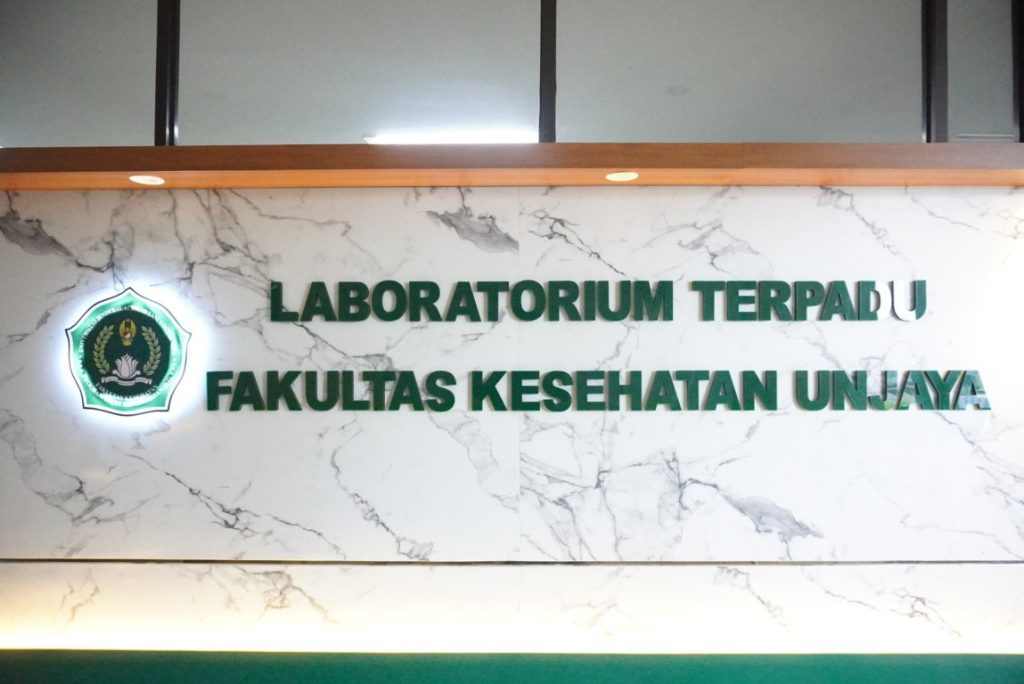 LABORATORIUM TERPADU
FAKULTAS KESEHATAN UNJAYA